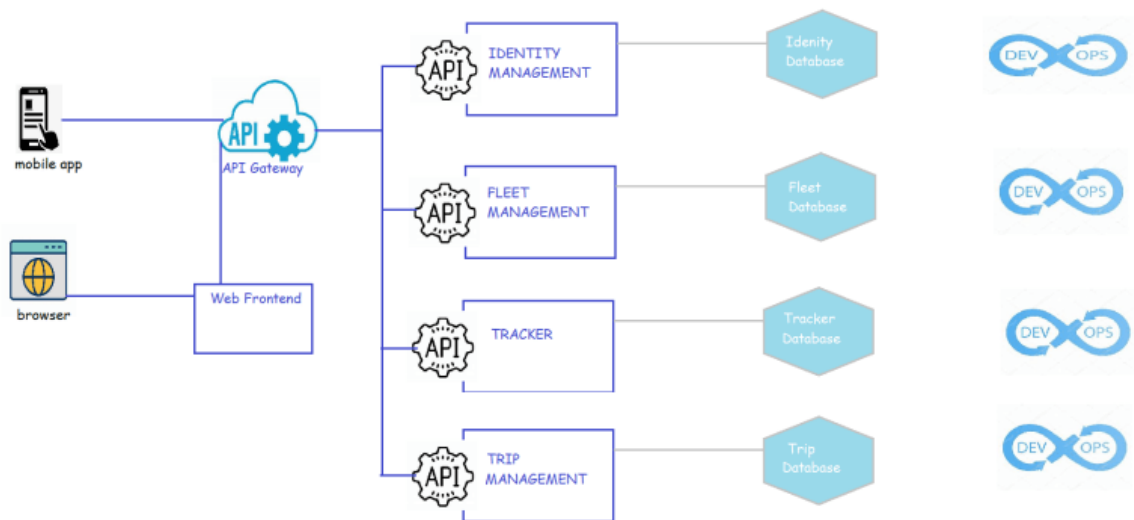 mobile app
browser
API
API Gateway
Web Frontend
API
IDENTITY
MANAGEMENT
Idenity
Database
DEV OPS
API
FLEET
MANAGEMENT
Fleet
Database
DEV OPS
API
TRACKER
Tracker
Database
DEV OPS
API
TRIP
MANAGEMENT
Trip
Database
DEV OPS